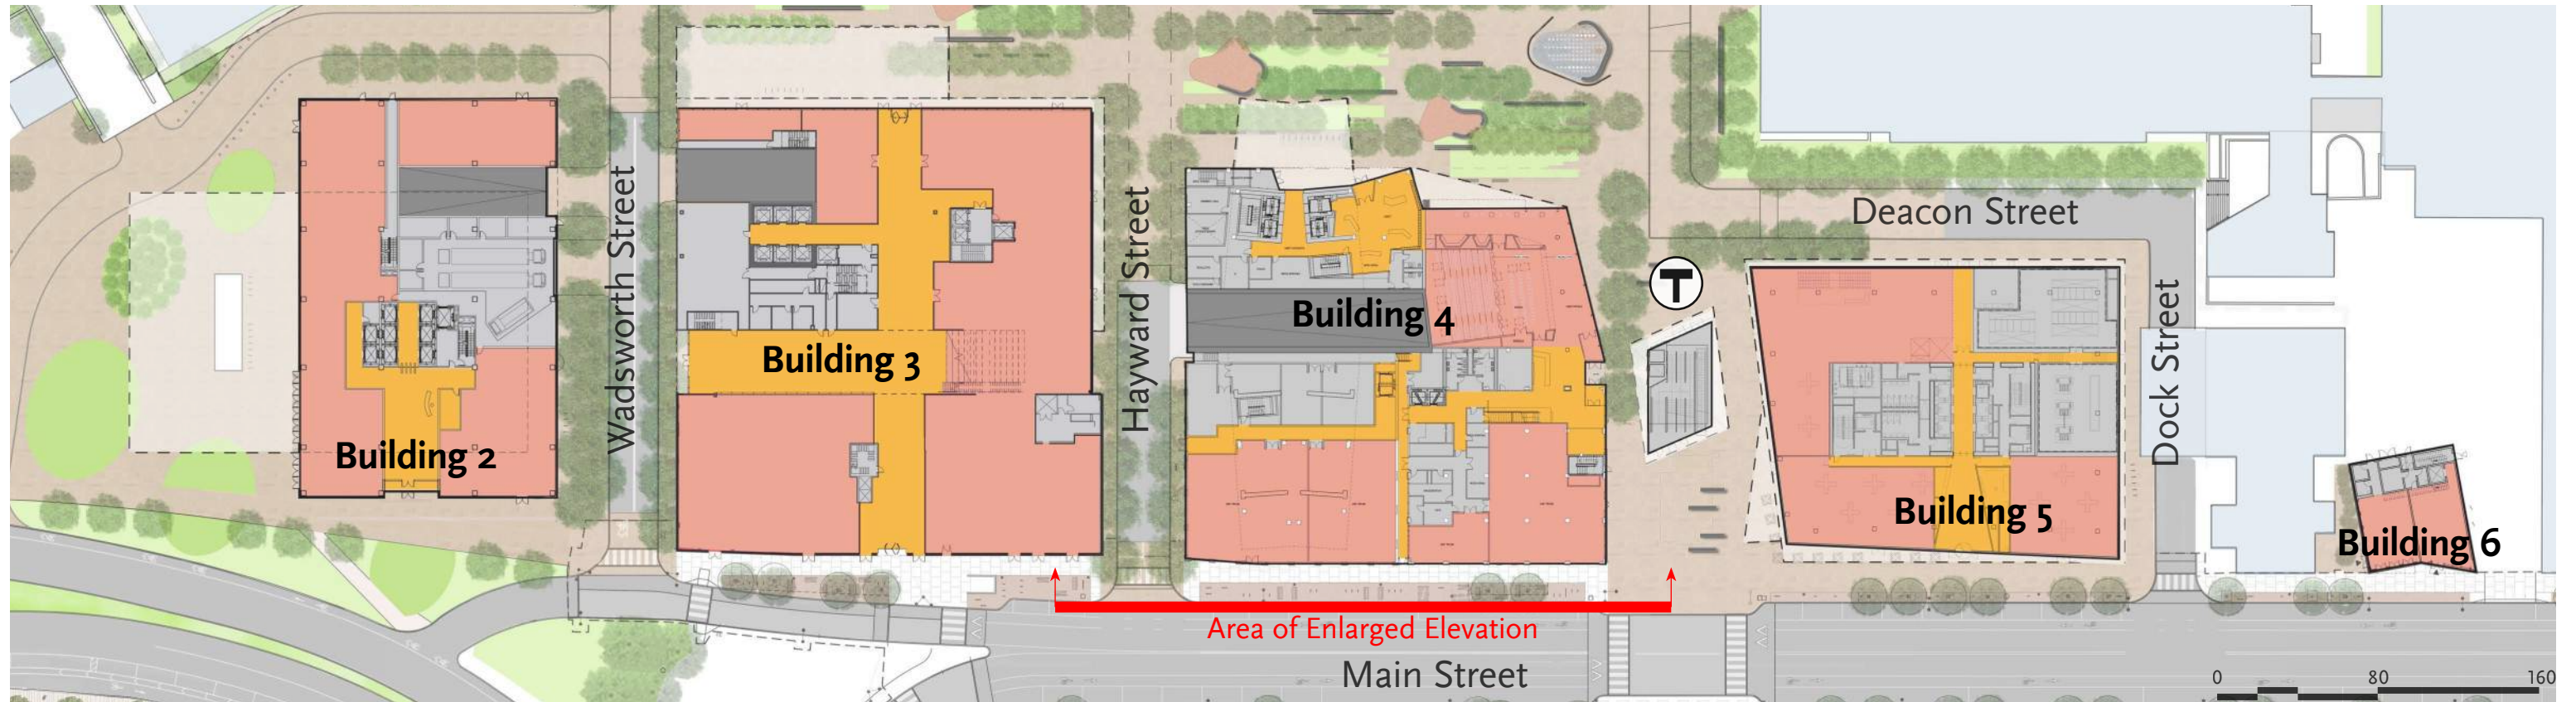 Deacon Street
Wadsworth Street
Hayward Street
T
Dock Street
Building 2
Building 3
Building 4
Building 5
Building 6
Area of Enlarged Elevation
Main Street
0 80 160